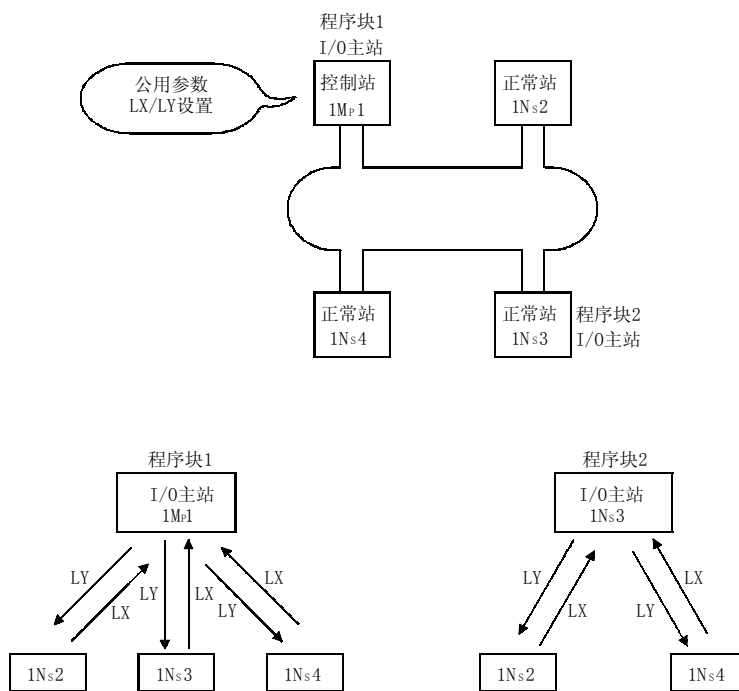 程序块1
I/O主站
公用参数
LX/LY设置
控制站
1MP1
正常站
1NS2
正常站
1NS4
正常站
1NS3
程序块2
I/O主站
程序块1
I/O主站
1MP1
LY
LX
LY
LX
LY
LX
1NS2
1NS3
1NS4
程序块2
I/O主站
1NS3
LY
LX
LY
LX
1NS2
1NS4